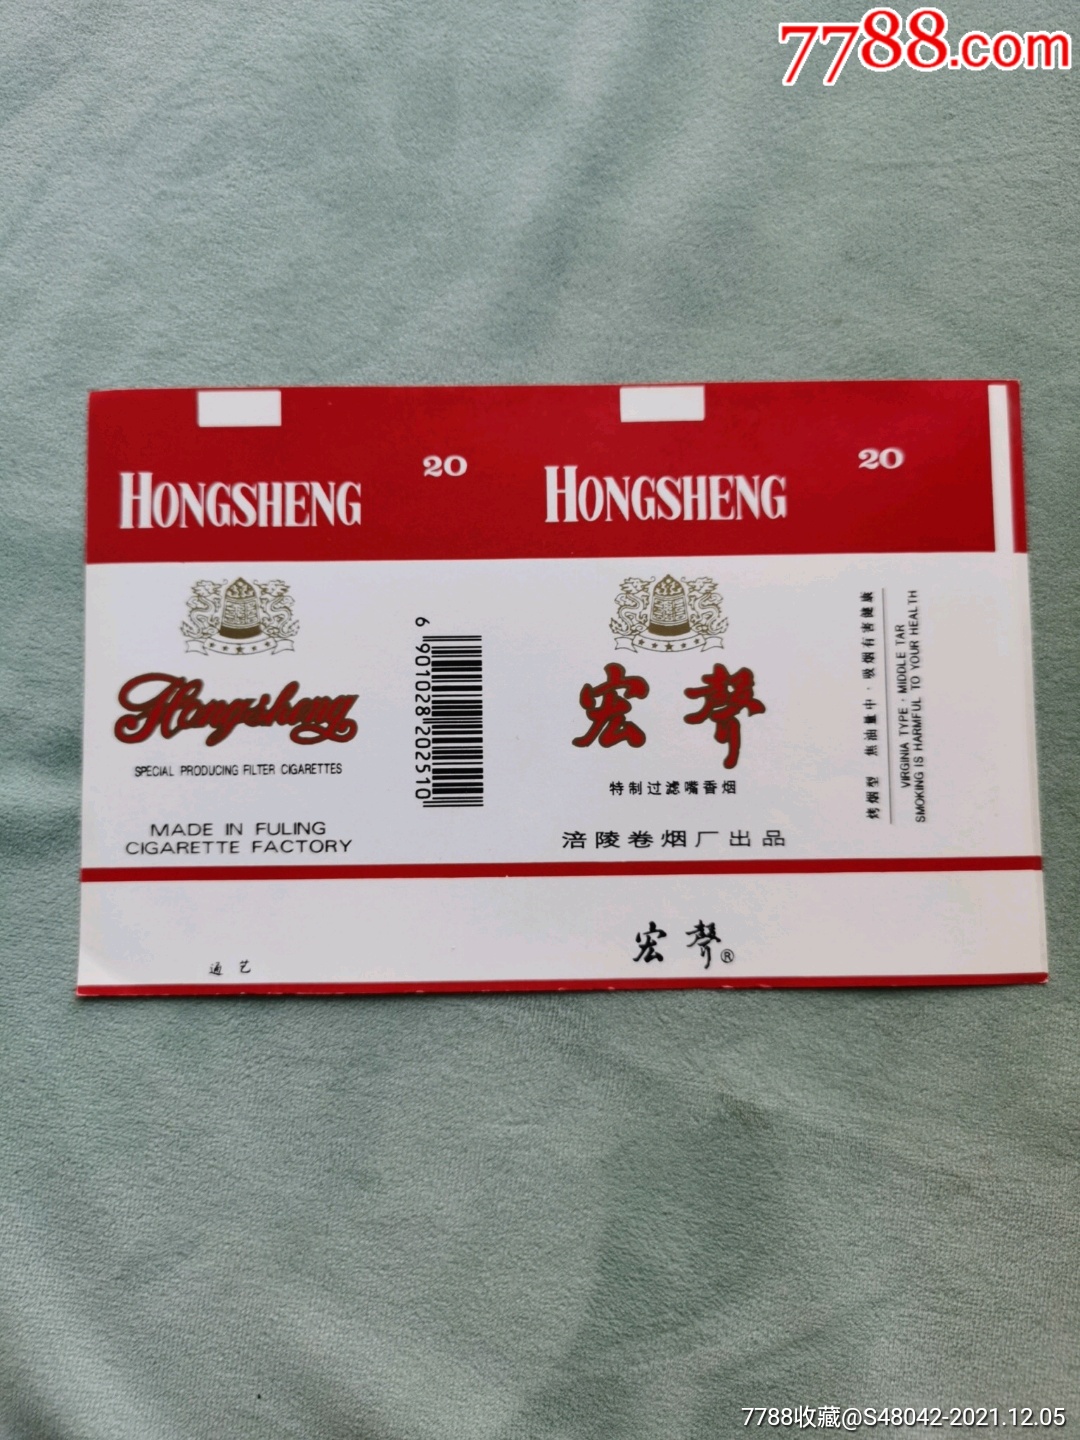 7788.com
HONGSHENG
20
HONGSHENG
20
Hongsheng
SPECIAL PRODUCING FILTER CIGARETTES
MADE IN FULING
CIGARETTE FACTORY
6 901028 202510
宏聲
特制过滤嘴香烟
涪陵卷烟厂出品
烤烟型 焦油量中·吸烟有害健康
VIRGINIA TYPE · MIDDLE TAR
SMOKING IS HARMFUL TO YOUR HEALTH
通艺
宏聲®
7788收藏@S48042-2021.12.05